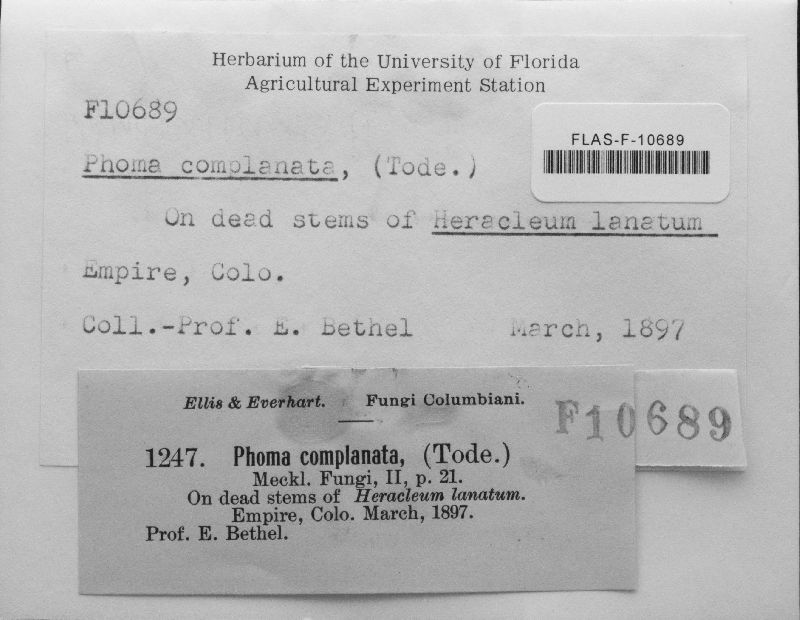 Herbarium of the University of Florida
Agricultural Experiment Station
F10689
FLAS-F-10689
Phoma complanata, (Tode.)
On dead stems of Heracleum lanatum
Empire, Colo.
Coll.-Prof. E. Bethel March, 1897
Ellis & Everhart. Fungi Columbiani.
F10689
1247. Phoma complanata, (Tode.)
Meckl. Fungi, II, p. 21.
On dead stems of Heracleum lanatum.
Empire, Colo. March, 1897.
Prof. E. Bethel.